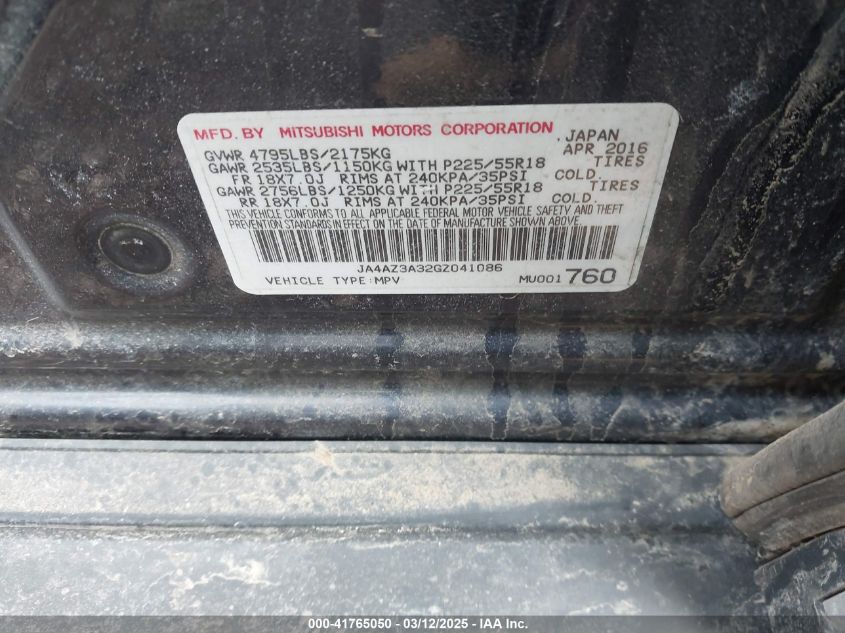 MFD. BY MITSUBISHI MOTORS CORPORATION , JAPAN
GVWR 4795LBS/2175KG APR 2016
GAWR 2535LBS/1150KG WITH P225/55R18 TIRES
FR 18X7.0J RIMS AT 240KPA/35PSI COLD.
GAWR 2756LBS/1250KG WITH P225/55R18 TIRES
RR 18X7.0J RIMS AT 240KPA/35PSI COLD.
THIS VEHICLE CONFORMS TO ALL APPLICABLE FEDERAL MOTOR VEHICLE SAFETY AND THEFT
PREVENTION STANDARDS IN EFFECT ON THE DATE OF MANUFACTURE SHOWN ABOVE.
JA4AZ3A32GZ041086
VEHICLE TYPE:MPV MU001760
000-41765050 - 03/12/2025 - IAA Inc.